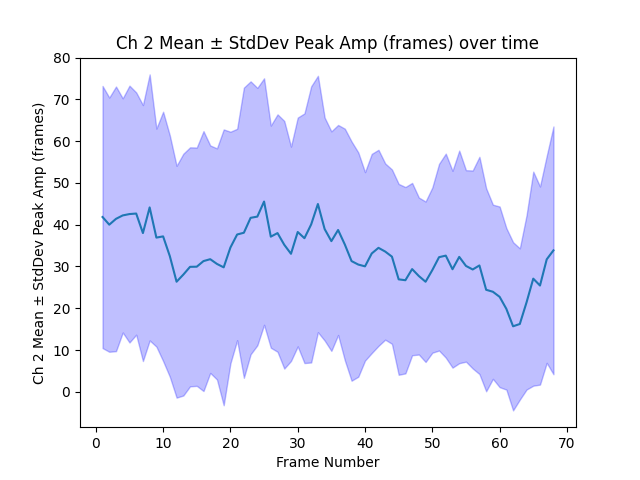 Ch 2 Mean ± StdDev Peak Amp (frames) over time
Ch 2 Mean ± StdDev Peak Amp (frames)
80
70
60
50
40
30
20
10
0
0 10 20 30 40 50 60 70
Frame Number